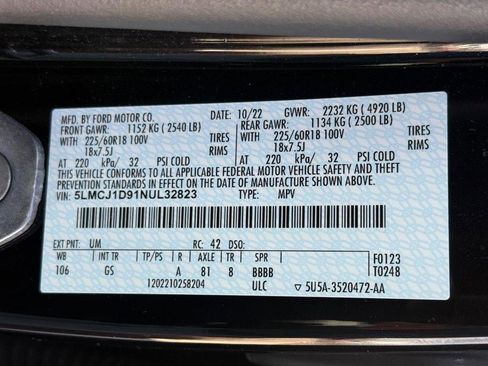 MFD. BY FORD MOTOR CO. DATE: 10/22 GVWR: 2232 KG ( 4920 LB)
FRONT GAWR: 1152 KG ( 2540 LB) REAR GAWR: 1134 KG ( 2500 LB)
WITH 225/60R18 100V TIRES WITH 225/60R18 100V TIRES
18x7.5J RIMS 18x7.5J RIMS
AT 220 kPa/ 32 PSI COLD AT 220 kPa/ 32 PSI COLD
THIS VEHICLE CONFORMS TO ALL APPLICABLE FEDERAL MOTOR VEHICLE SAFETY AND THEFT
PREVENTION STANDARDS IN EFFECT ON THE DATE OF MANUFACTURE SHOWN ABOVE.
VIN: 5LMCJ1D91NUL32823 TYPE: MPV
EXT PNT: UM RC: 42 DSO:
WB INT TR TP/PS R AXLE TR SPR F0123
106 GS A 81 8 BBBB T0248
1202210258204 ULC ▽ 5U5A-3520472-AA